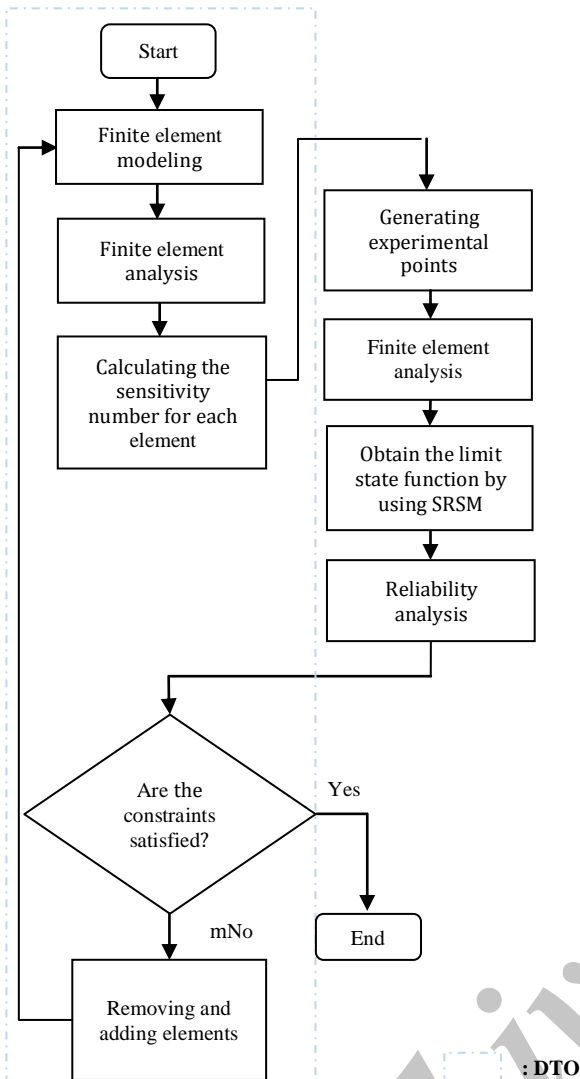 Start
Finite element
modeling
Finite element
analysis
Calculating the
sensitivity
number for each
element
Generating
experimental
points
Finite element
analysis
Obtain the limit
state function by
using SRSM
Reliability
analysis
Are the
constraints
satisfied?
Yes
mNo
End
Removing and
adding elements
: DTO